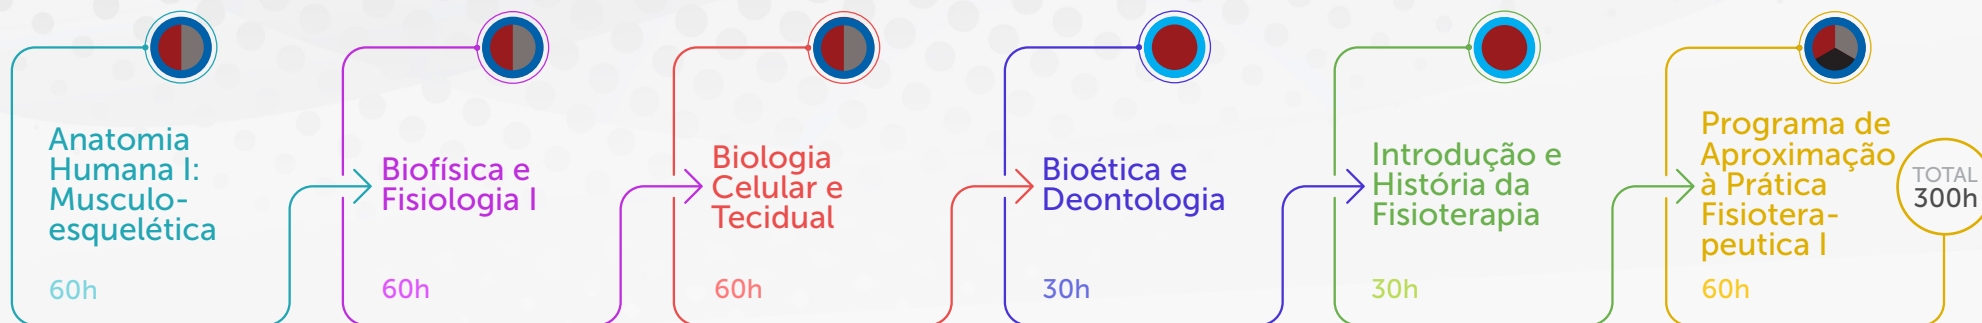 Anatomia
Humana I:
Musculo-
esquelética
60h
Biofísica e
Fisiologia I
60h
Biologia
Celular e
Tecidual
60h
Bioética e
Deontologia
30h
Introdução e
História da
Fisioterapia
30h
Programa de
Aproximação
à Prática
Fisiotera-
peutica I
60h
TOTAL
300h